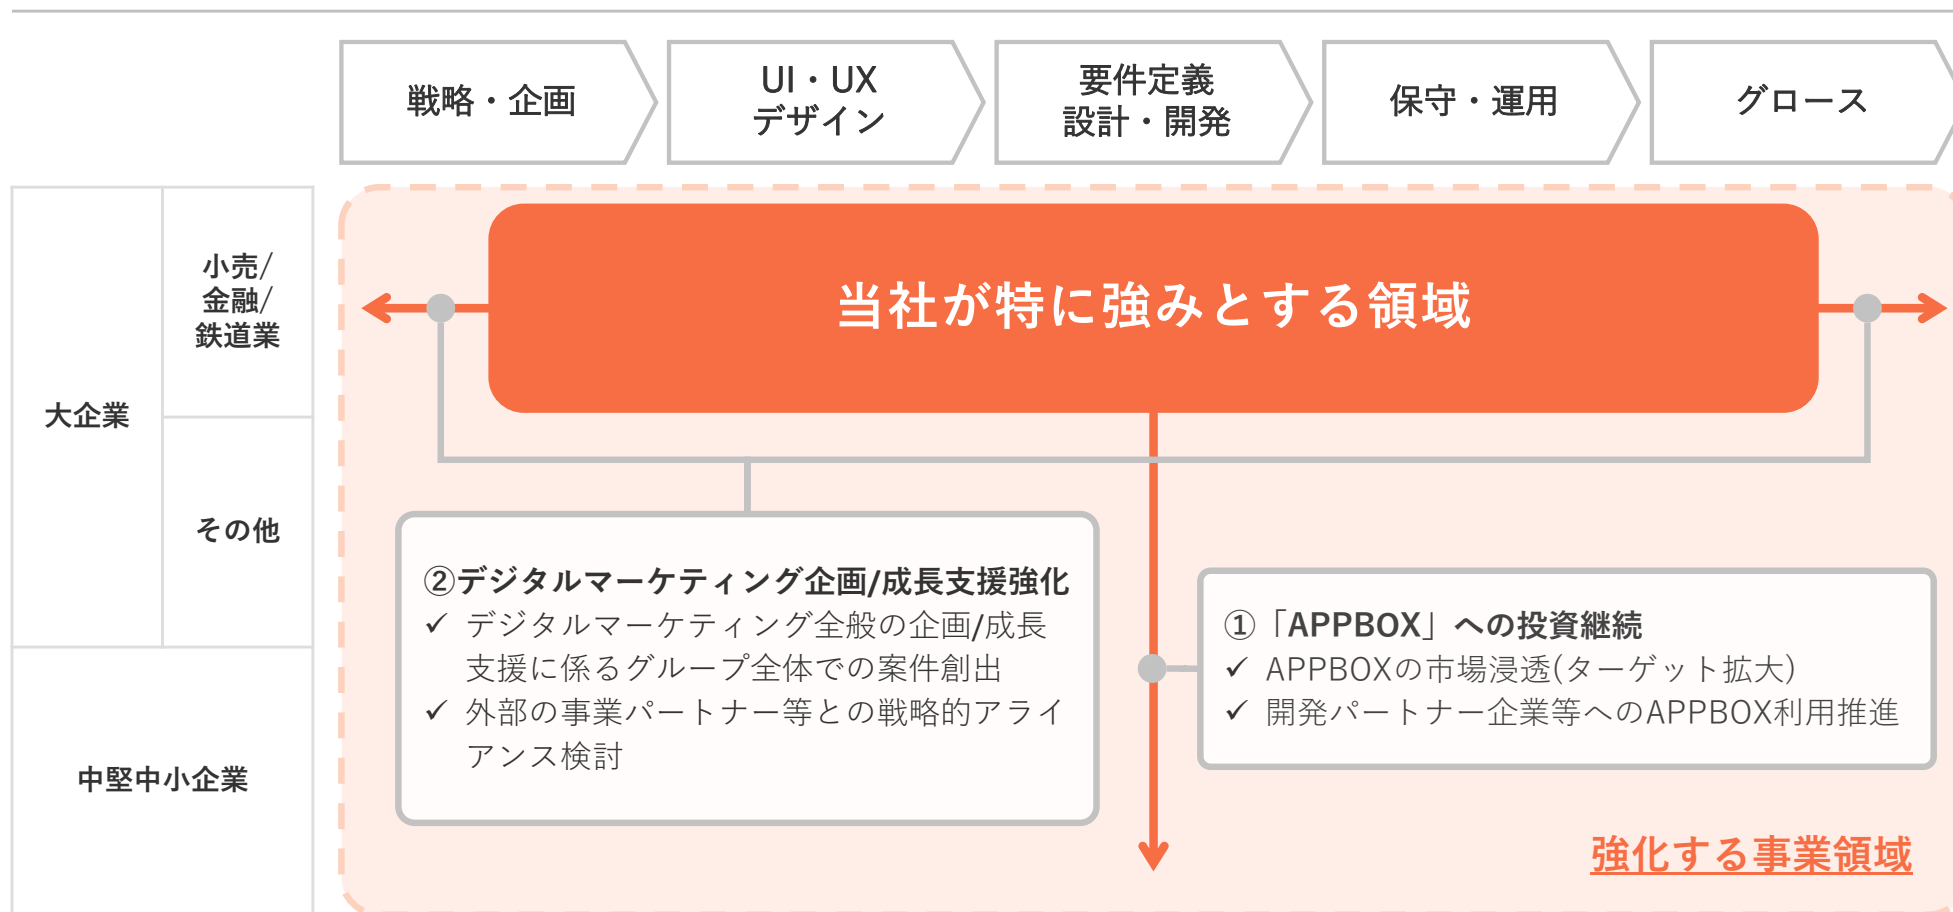 戦略・企画
UI・UX
デザイン
要件定義
設計・開発
保守・運用
グロース
大企業
小売/
金融/
鉄道業
その他
中堅中小企業
当社が特に強みとする領域
②デジタルマーケティング企画/成長支援強化
✓ デジタルマーケティング全般の企画/成長
支援に係るグループ全体での案件創出
✓ 外部の事業パートナー等との戦略的アライ
アンス検討
①「APPBOX」への投資継続
✓ APPBOXの市場浸透(ターゲット拡大)
✓ 開発パートナー企業等へのAPPBOX利用推進
強化する事業領域